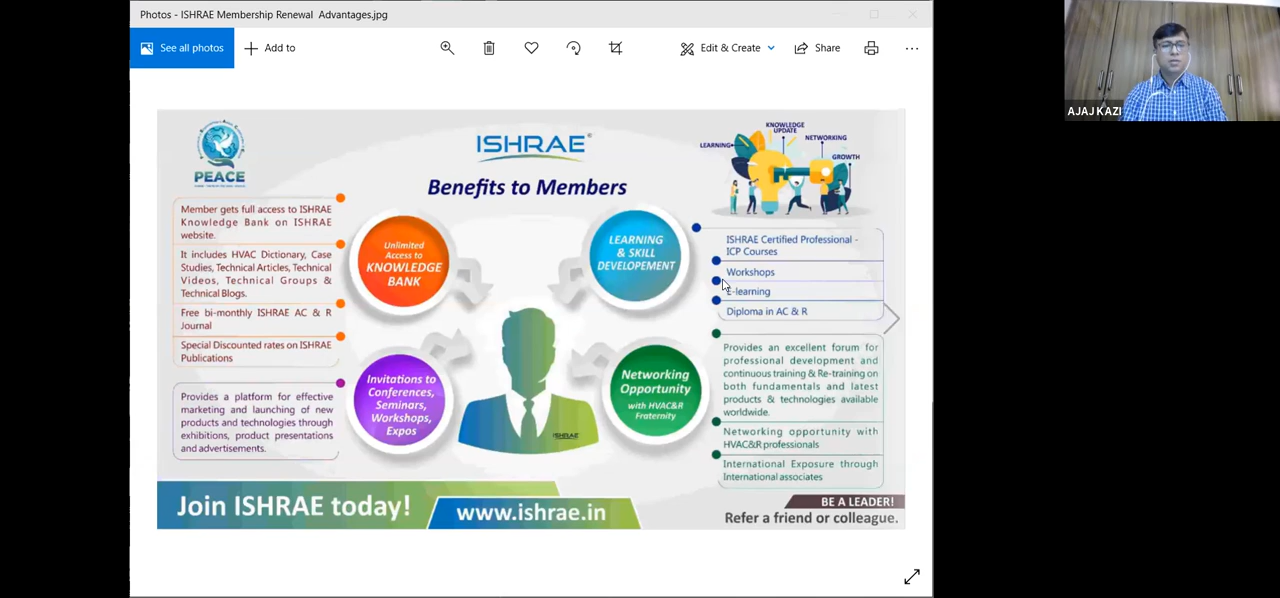 Photos - ISHRAE Membership Renewal Advantages.jpg
See all photos
Add to
Edit & Create
Share
AJAJ KAZI
PEACE
ISHRAE
Benefits to Members
LEARNING
KNOWLEDGE
UPDATE
NETWORKING
GROWTH
Member gets full access to ISHRAE
Knowledge Bank on ISHRAE
website.
It includes HVAC Dictionary, Case
Studies, Technical Articles, Technical
Videos, Technical Groups &
Technical Blogs.
Free bi-monthly ISHRAE AC & R
Journal
Special Discounted rates on ISHRAE
Publications
Unlimited
Access to
KNOWLEDGE
BANK
LEARNING
& SKILL
DEVELOPEMENT
ISHRAE Certified Professional -
ICP Courses
Workshops
E-learning
Diploma in AC & R
Provides a platform for effective
marketing and launching of new
products and technologies through
exhibitions, product presentations
and advertisements.
Invitations to
Conferences,
Seminars,
Workshops,
Expos
ISHRAE
Networking
Opportunity
with HVAC&R
Fraternity
Provides an excellent forum for
professional development and
continuous training & Re-training on
both fundamentals and latest
products & technologies available
worldwide.
Networking opportunity with
HVAC&R professionals
International Exposure through
International associates
Join ISHRAE today!
www.ishrae.in
BE A LEADER!
Refer a friend or colleague.